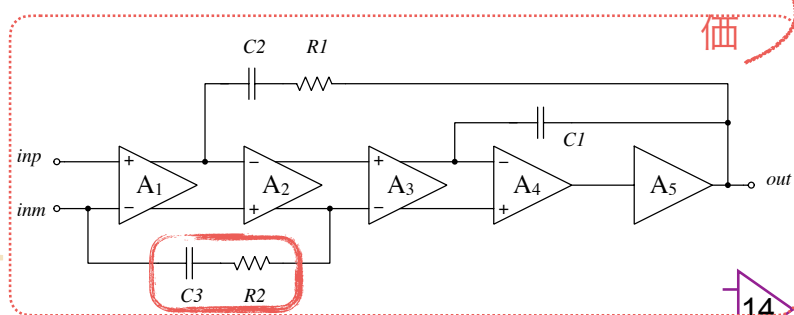 価
C2 R1
C1
inp + A1 − A2 + A3 − A4 A5 out
inm − + − +
C3 R2
14